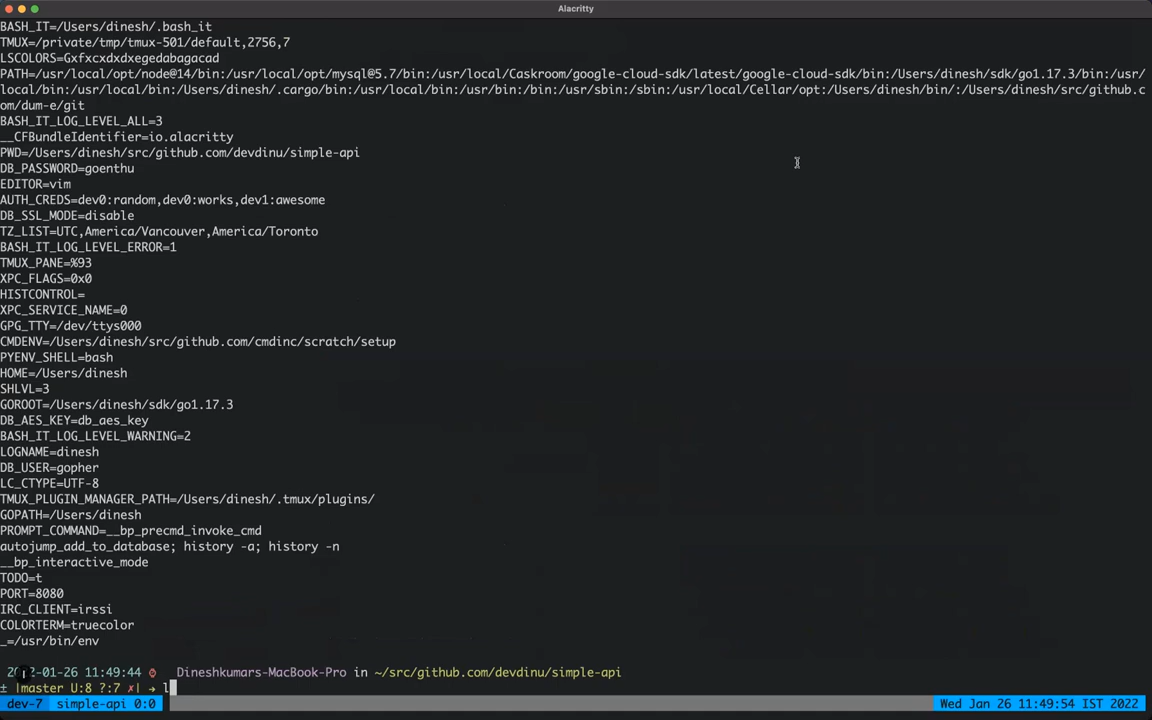 Alacritty
BASH_IT=/Users/dinesh/.bash_it
TMUX=/private/tmp/tmux-501/default,2756,7
LSCOLORS=Gxfxcxdxdxegedabagacad
PATH=/usr/local/opt/node@14/bin:/usr/local/opt/mysql@5.7/bin:/usr/local/Caskroom/google-cloud-sdk/latest/google-cloud-sdk/bin:/Users/dinesh/sdk/go1.17.3/bin:/usr/
local/bin:/Users/dinesh/.cargo/bin:/usr/local/bin:/usr/bin:/bin:/usr/sbin:/sbin:/usr/local/Cellar/opt:/Users/dinesh/bin/:/Users/dinesh/src/github.c
om/dum-e/git
BASH_IT_LOG_LEVEL_ALL=3
__CFBundleIdentifier=io.alacritty
PWD=/Users/dinesh/src/github.com/devdinu/simple-api
DB_PASSWORD=goenthu
EDITOR=vim
AUTH_CREDS=dev0:random,dev0:works,dev1:awesome
DB_SSL_MODE=disable
TZ_LIST=UTC,America/Vancouver,America/Toronto
BASH_IT_LOG_LEVEL_ERROR=1
TMUX_PANE=%93
XPC_FLAGS=0x0
HISTCONTROL=
XPC_SERVICE_NAME=0
GPG_TTY=/dev/ttys000
CMDENV=/Users/dinesh/src/github.com/cmdinc/scratch/setup
PYENV_SHELL=bash
HOME=/Users/dinesh
SHLVL=3
GOROOT=/Users/dinesh/sdk/go1.17.3
DB_AES_KEY=db_aes_key
BASH_IT_LOG_LEVEL_WARNING=2
LOGNAME=dinesh
DB_USER=gopher
LC_CTYPE=UTF-8
TMUX_PLUGIN_MANAGER_PATH=/Users/dinesh/.tmux/plugins/
GOPATH=/Users/dinesh
PROMPT_COMMAND=__bp_precmd_invoke_cmd
autojump_add_to_database; history -a; history -n
__bp_interactive_mode
TODO=t
PORT=8080
IRC_CLIENT=irssi
COLORTERM=truecolor
_=/usr/bin/env
2022-01-26 11:49:44 Dineshkumars-MacBook-Pro in ~/src/github.com/devdinu/simple-api
± |master U:8 ?:7 ✗| → l
dev-7 simple-api 0:0 Wed Jan 26 11:49:54 IST 2022